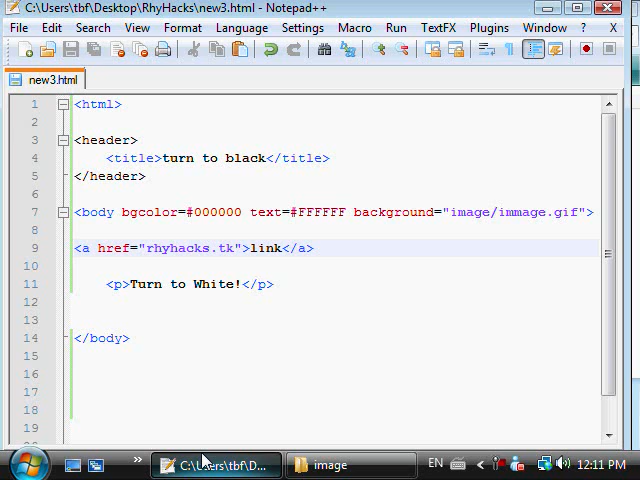 C:\Users\tbf\Desktop\RhyHacks\new3.html - Notepad++
File Edit Search View Format Language Settings Macro Run TextFX Plugins Window ? X
new3.html
1 <html>
2
3 <header>
4 <title>turn to black</title>
5 </header>
6
7 <body bgcolor=#000000 text=#FFFFFF background="image/immage.gif">
8
9 <a href="rhyhacks.tk">link</a>
10
11 <p>Turn to White!</p>
12
13
14 </body>
15
16
17
18
C:\Users\tbf\D... image EN 12:11 PM